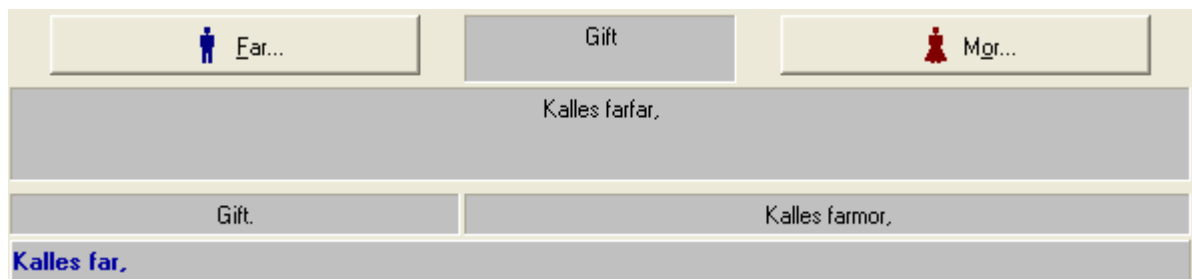 Far...
Gift
Mor...
Kalles farfar,
Gift.
Kalles farmor,
Kalles far,